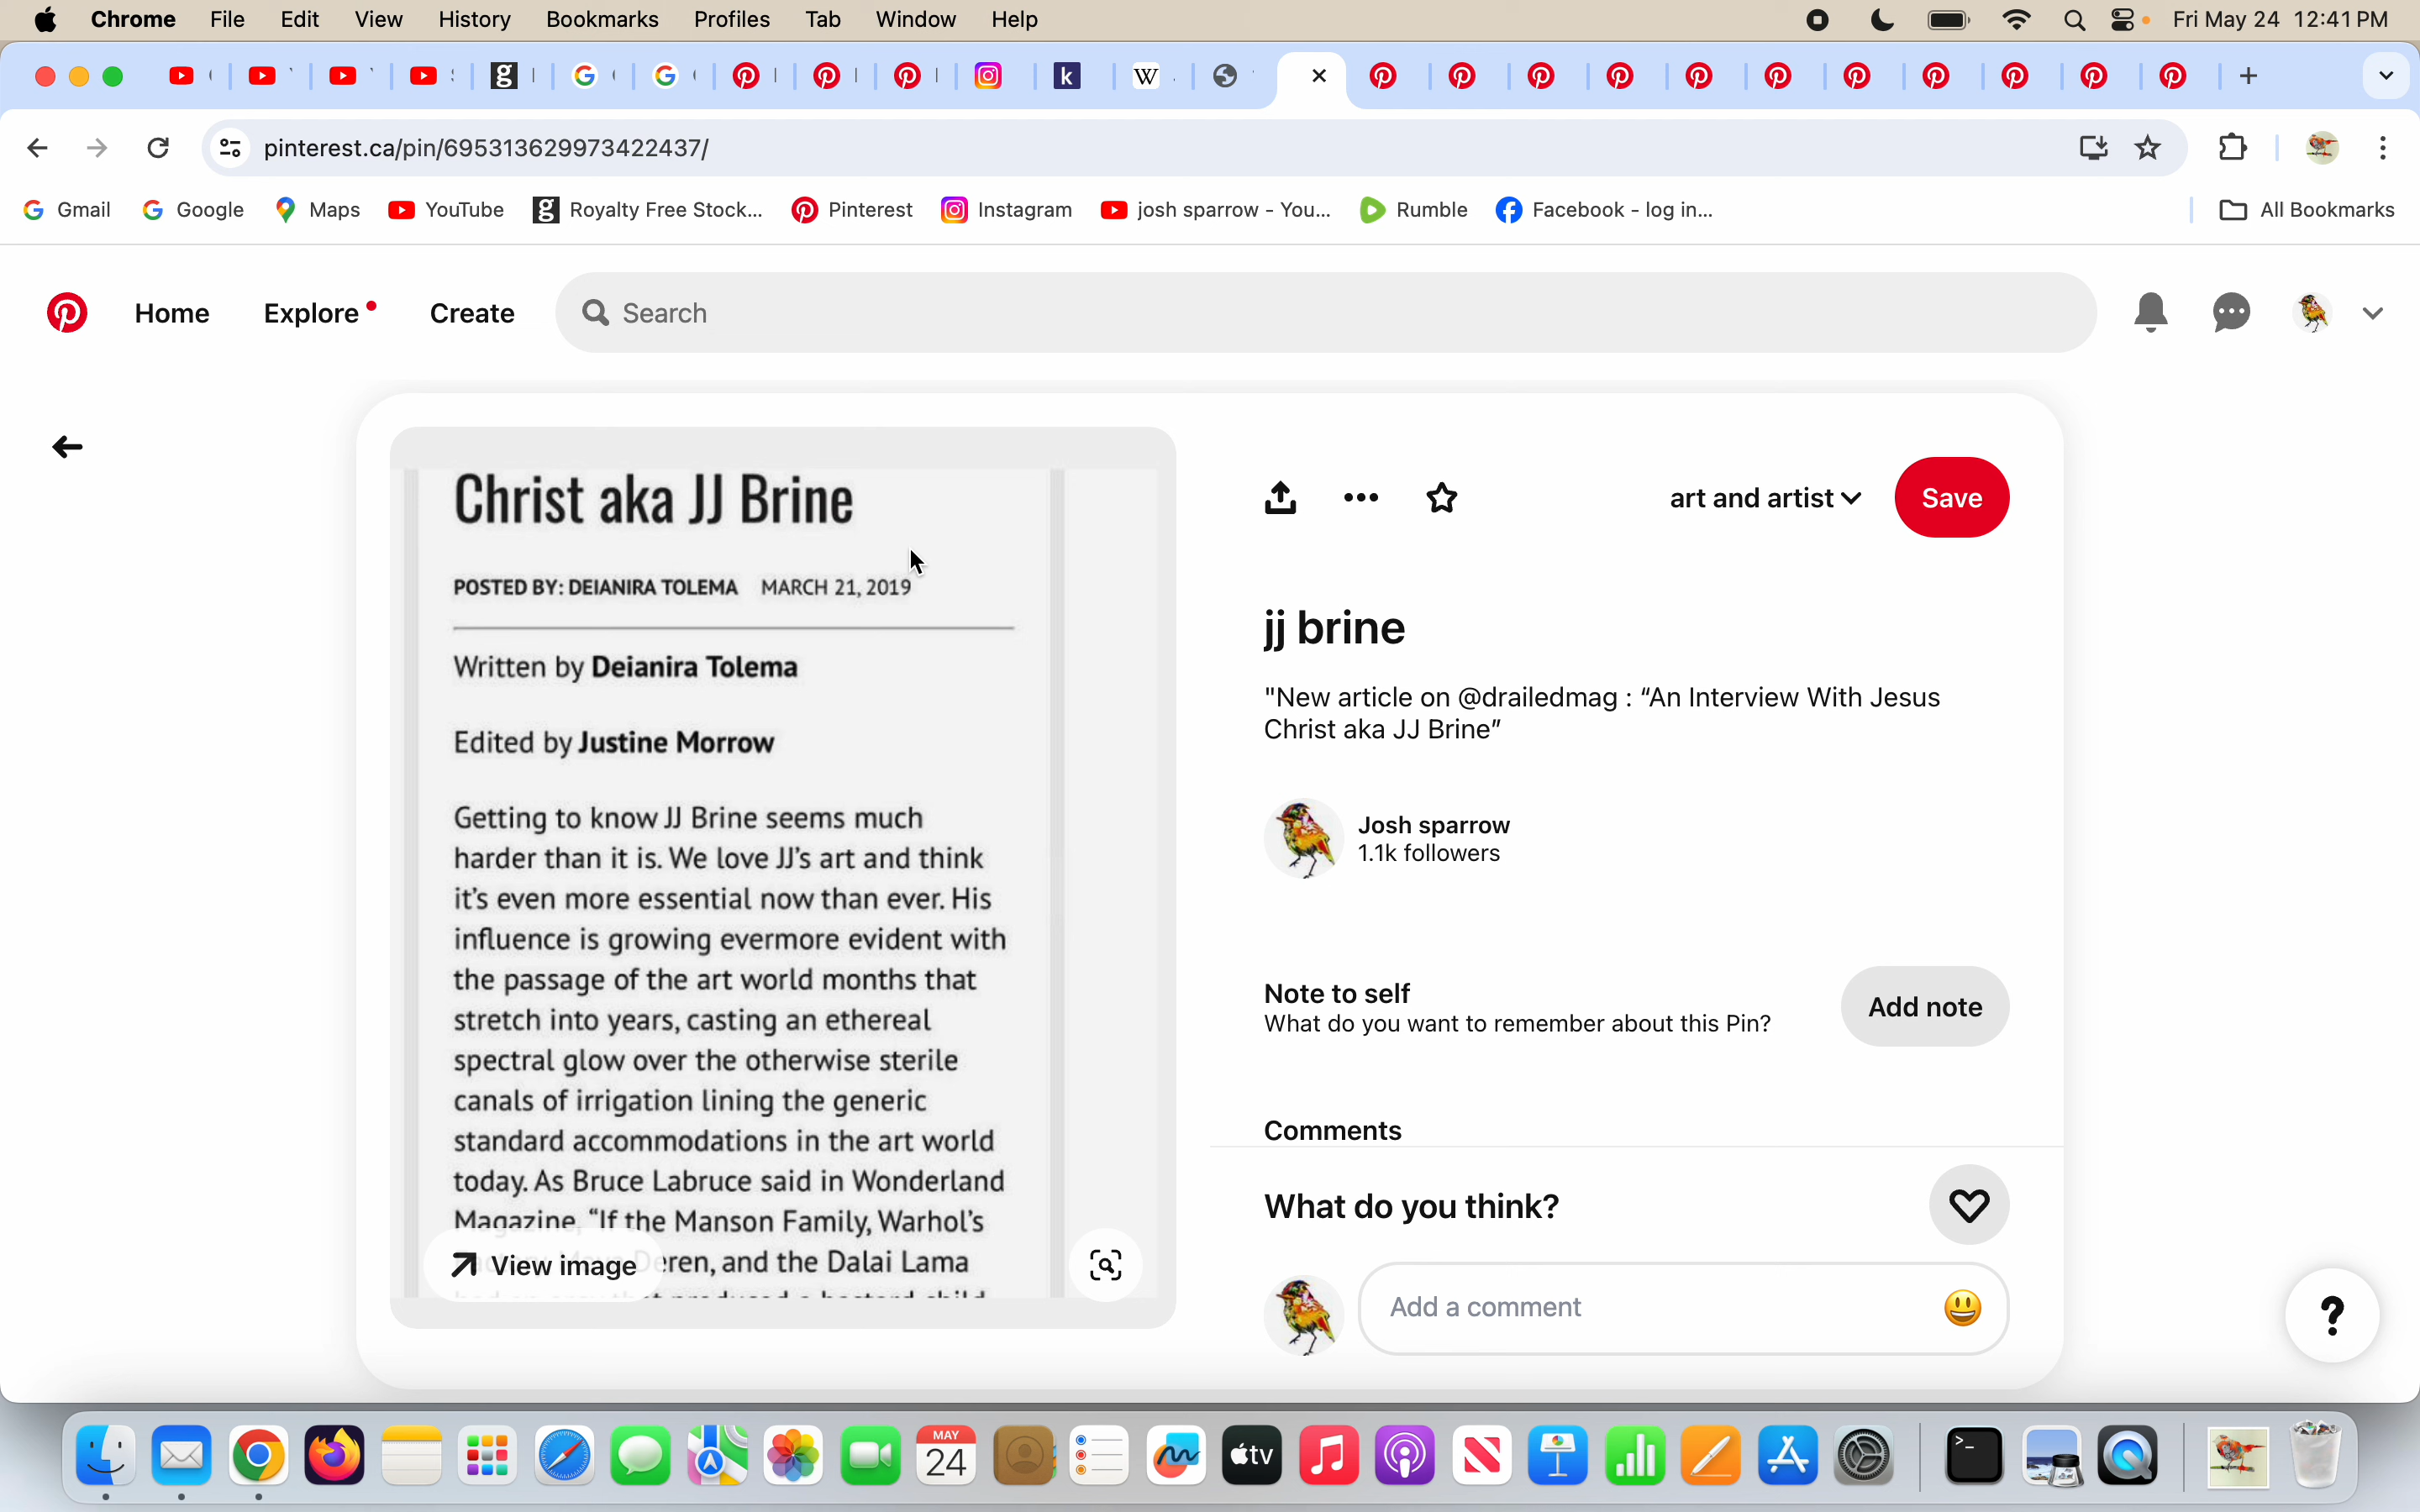 Chrome File Edit View History Bookmarks Profiles Tab Window Help Fri May 24 12:41 PM
pinterest.ca/pin/695313629973422437/
Gmail Google Maps YouTube Royalty Free Stock... Pinterest Instagram josh sparrow - You... Rumble Facebook - log in... All Bookmarks
Home Explore Create Search
Christ aka JJ Brine
POSTED BY: DEIANIRA TOLEMA MARCH 21, 2019
Written by Deianira Tolema
Edited by Justine Morrow
Getting to know JJ Brine seems much
harder than it is. We love JJ's art and think
it's even more essential now than ever. His
influence is growing evermore evident with
the passage of the art world months that
stretch into years, casting an ethereal
spectral glow over the otherwise sterile
canals of irrigation lining the generic
standard accommodations in the art world
today. As Bruce Labruce said in Wonderland
Magazine, "If the Manson Family, Warhol's
eren, and the Dalai Lama
View image
art and artist Save
jj brine
"New article on @drailedmag : “An Interview With Jesus
Christ aka JJ Brine”
Josh sparrow
1.1k followers
Note to self
What do you want to remember about this Pin?
Add note
Comments
What do you think?
Add a comment
?
MAY
24
tv